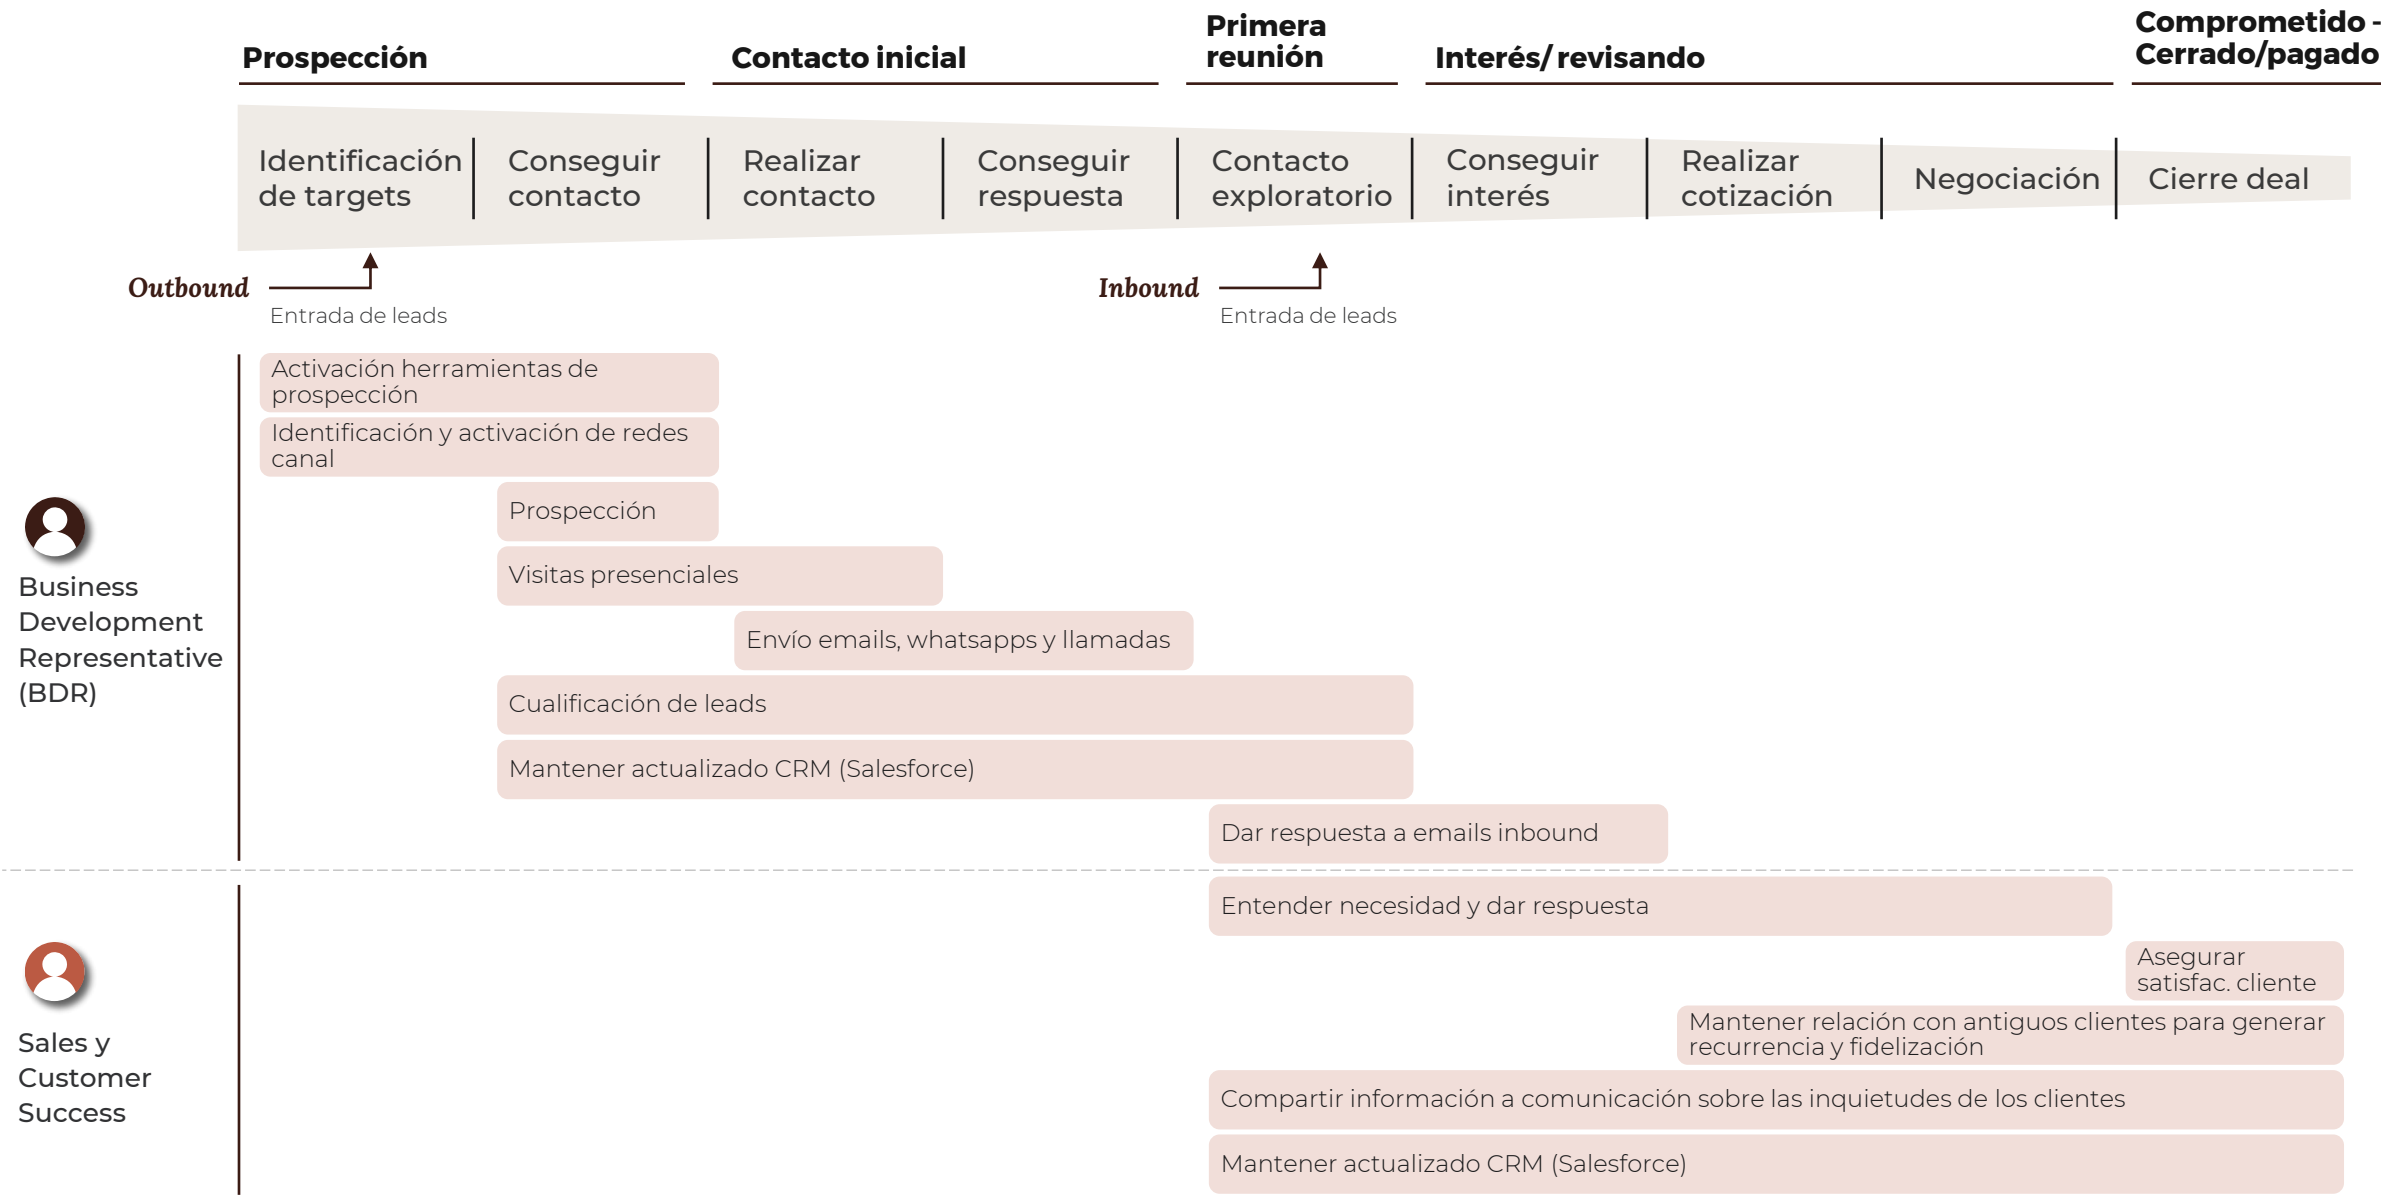 Prospección
Contacto inicial
Primera
reunión
Interés/revisando
Comprometido -
Cerrado/pagado
Identificación
de targets
Conseguir
contacto
Realizar
contacto
Conseguir
respuesta
Contacto
exploratorio
Conseguir
interés
Realizar
cotización
Negociación
Cierre deal
Outbound
Entrada de leads
Inbound
Entrada de leads
Business
Development
Representative
(BDR)
Activación herramientas de
prospección
Identificación y activación de redes
canal
Prospección
Visitas presenciales
Envío emails, whatsapps y llamadas
Cualificación de leads
Mantener actualizado CRM (Salesforce)
Dar respuesta a emails inbound
Sales y
Customer
Success
Entender necesidad y dar respuesta
Asegurar
satisfac. cliente
Mantener relación con antiguos clientes para generar
recurrencia y fidelización
Compartir información a comunicación sobre las inquietudes de los clientes
Mantener actualizado CRM (Salesforce)